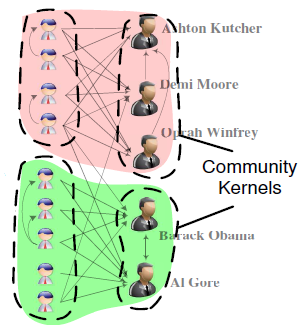 Ashton Kutcher
Demi Moore
Oprah Winfrey
Community
Kernels
Barack Obama
Al Gore